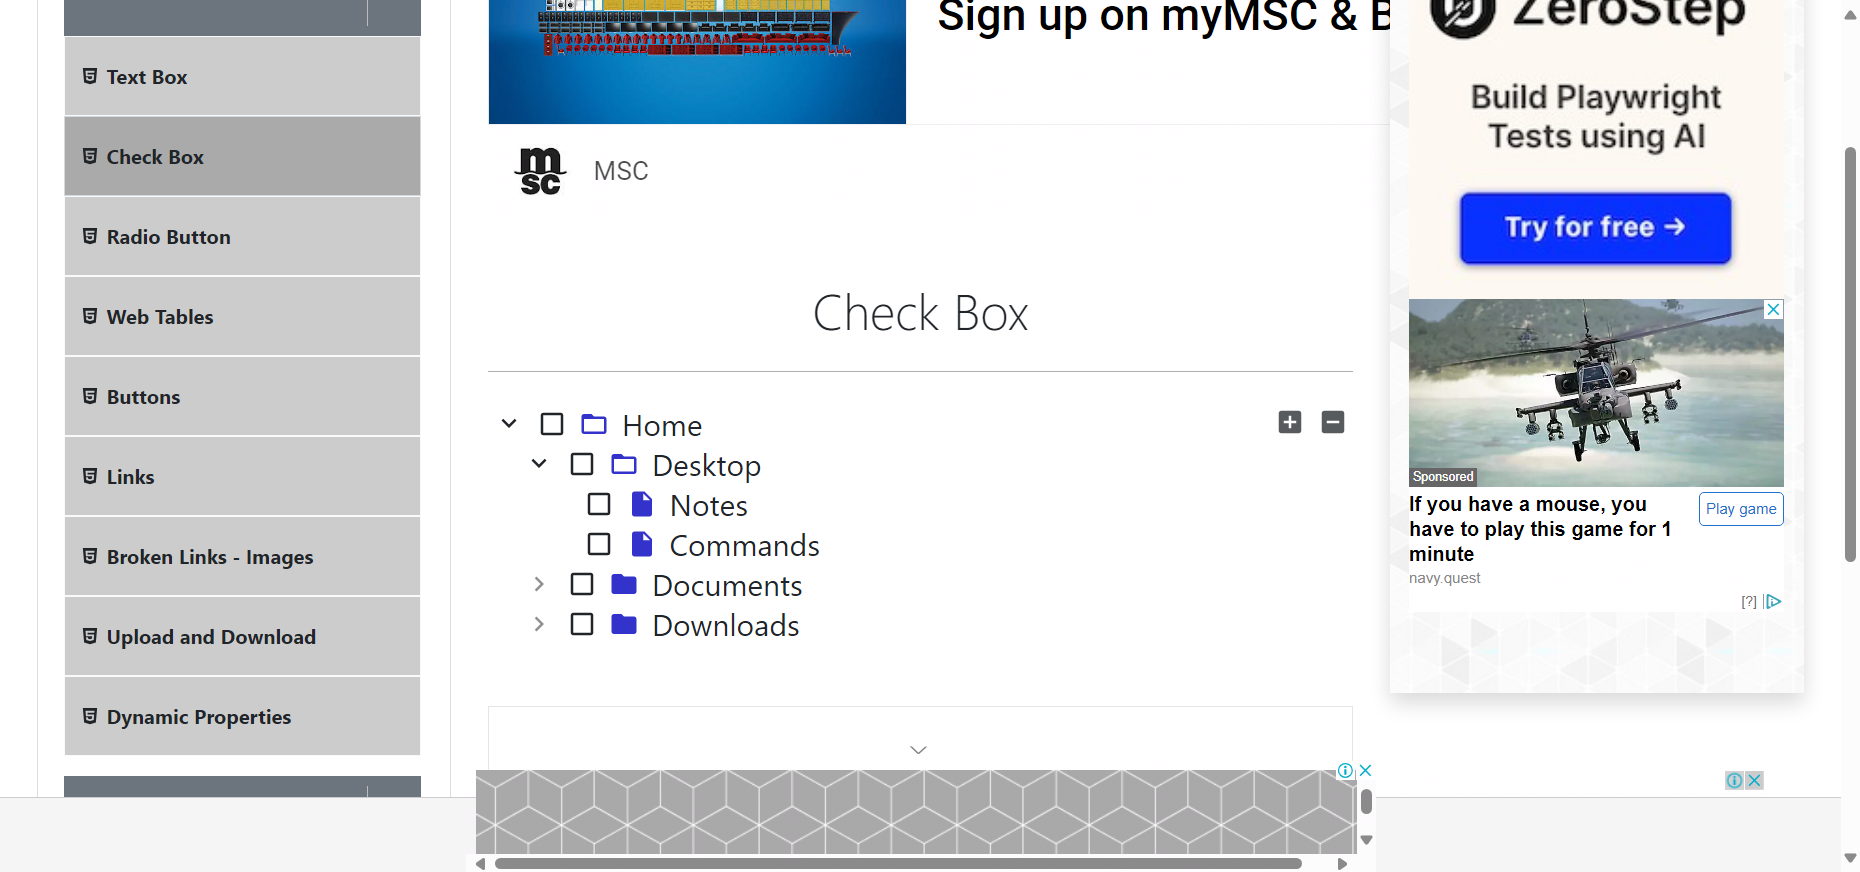 Sign up on myMSC & B
ZeroStep
Text Box
Check Box
Radio Button
Web Tables
Buttons
Links
Broken Links - Images
Upload and Download
Dynamic Properties
msc
MSC
Check Box
Home
Desktop
Notes
Commands
Documents
Downloads
Build Playwright
Tests using AI
Try for free →
Sponsored
If you have a mouse, you
have to play this game for 1
minute
Play game
navy.quest
[?]